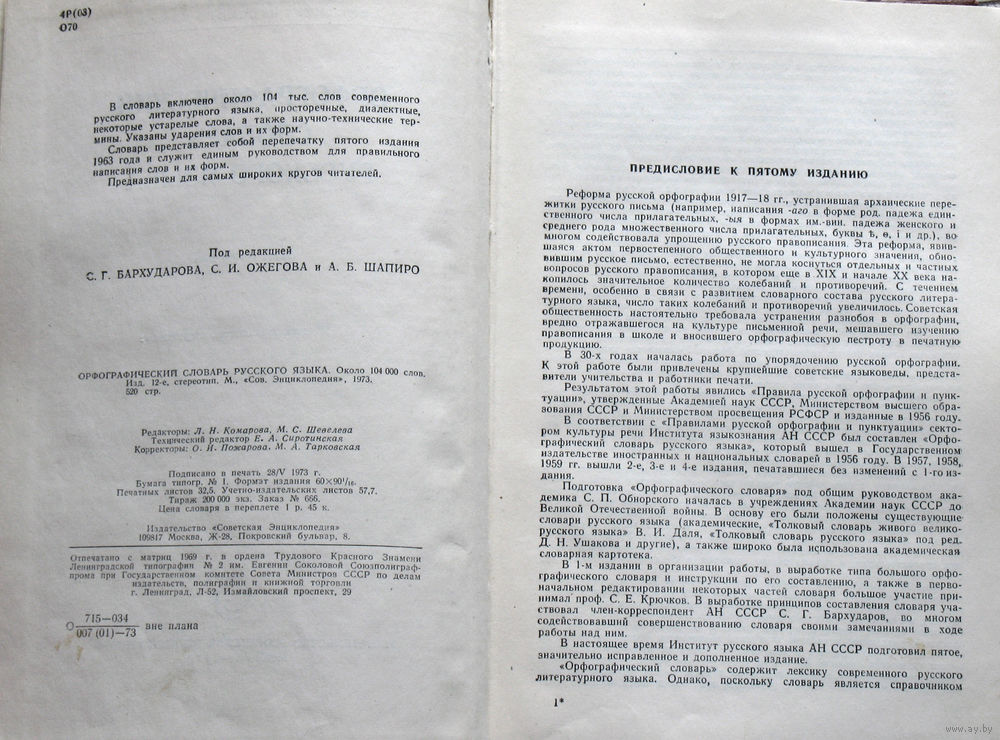 4Р(03)
О70
В словарь включено около 104 тыс. слов современного
русского литературного языка, просторечные, диалектные,
некоторые устарелые слова, а также научно-технические тер-
мины. Указаны ударения слов и их форм.
Словарь представляет собой перепечатку пятого издания
1963 года и служит единым руководством для правильного
написания слов и их форм.
Предназначен для самых широких кругов читателей.
Под редакцией
С. Г. БАРХУДАРОВА, С. И. ОЖЕГОВА и А. Б. ШАПИРО
ОРФОГРАФИЧЕСКИЙ СЛОВАРЬ РУССКОГО ЯЗЫКА. Около 104 000 слов.
Изд. 12-е, стереотип. М., «Сов. Энциклопедия», 1973.
520 стр.
Редакторы: Л. Н. Комарова, М. С. Шевелева
Технический редактор Е. А. Сиротинская
Корректоры: О. И. Пожарова, М. А. Тарковская
Подписано в печать 28/V 1973 г.
Бумага типогр. № 1. Формат издания 60×90¹/₁₆.
Печатных листов 32,5. Учетно-издательских листов 57,7.
Тираж 200 000 экз. Заказ № 666.
Цена словаря в переплете 1 р. 45 к.
Издательство «Советская Энциклопедия»
109817 Москва, Ж-28, Покровский бульвар, 8.
Отпечатано с матриц 1969 г. в ордена Трудового Красного Знамени
Ленинградской типографии № 2 им. Евгении Соколовой Союзполиграф-
прома при Государственном комитете Совета Министров СССР по делам
издательств, полиграфии и книжной торговли
г. Ленинград, Л-52, Измайловский проспект, 29
О 715—034
007 (01)—73 вне плана
ПРЕДИСЛОВИЕ К ПЯТОМУ ИЗДАНИЮ
Реформа русской орфографии 1917—18 гг., устранившая архаические пере-
житки русского письма (например, написания -аго в форме род. падежа един-
ственного числа прилагательных, -ыя в формах им.-вин. падежа женского и
среднего рода множественного числа прилагательных, буквы ѣ, ѳ, і и др.), во
многом содействовала упрощению русского правописания. Эта реформа, явив-
шаяся актом первостепенного общественного и культурного значения, обно-
вившим русское письмо, естественно, не могла коснуться отдельных и частных
вопросов русского правописания, в котором еще в XIX и начале XX века на-
копилось значительное количество колебаний и противоречий. С течением
времени, особенно в связи с развитием словарного состава русского литера-
турного языка, число таких колебаний и противоречий увеличилось. Советская
общественность настоятельно требовала устранения разнобоя в орфографии,
вредно отражавшегося на культуре письменной речи, мешавшего изучению
правописания в школе и вносившего орфографическую пестроту в печатную
продукцию.
В 30-х годах началась работа по упорядочению русской орфографии.
К этой работе были привлечены крупнейшие советские языковеды, предста-
вители учительства и работники печати.
Результатом этой работы явились «Правила русской орфографии и пунк-
туации», утвержденные Академией наук СССР, Министерством высшего обра-
зования СССР и Министерством просвещения РСФСР и изданные в 1956 году.
В соответствии с «Правилами русской орфографии и пунктуации» секто-
ром культуры речи Института языкознания АН СССР был составлен «Орфо-
графический словарь русского языка», который вышел в Государственном
издательстве иностранных и национальных словарей в 1956 году. В 1957, 1958,
1959 гг. вышли 2-е, 3-е и 4-е издания, печатавшиеся без изменений с 1-го из-
дания.
Подготовка «Орфографического словаря» под общим руководством ака-
демика С. П. Обнорского началась в учреждениях Академии наук СССР до
Великой Отечественной войны. В основу его были положены существующие
словари русского языка (академические, «Толковый словарь живого велико-
русского языка» В. И. Даля, «Толковый словарь русского языка» под ред.
Д. Н. Ушакова и другие), а также широко была использована академическая
словарная картотека.
В 1-м издании в организации работы, в выработке типа большого орфо-
графического словаря и инструкции по его составлению, а также в перво-
начальном редактировании некоторых частей словаря большое участие при-
нимал проф. С. Е. Крючков. В выработке принципов составления словаря уча-
ствовал член-корреспондент АН СССР С. Г. Бархударов, во многом
содействовавший совершенствованию словаря своими замечаниями в ходе
работы над ним.
В настоящее время Институт русского языка АН СССР подготовил пятое,
значительно исправленное и дополненное издание.
«Орфографический словарь» содержит лексику современного русского
литературного языка. Однако, поскольку словарь является справочником
1*
www.ay.by